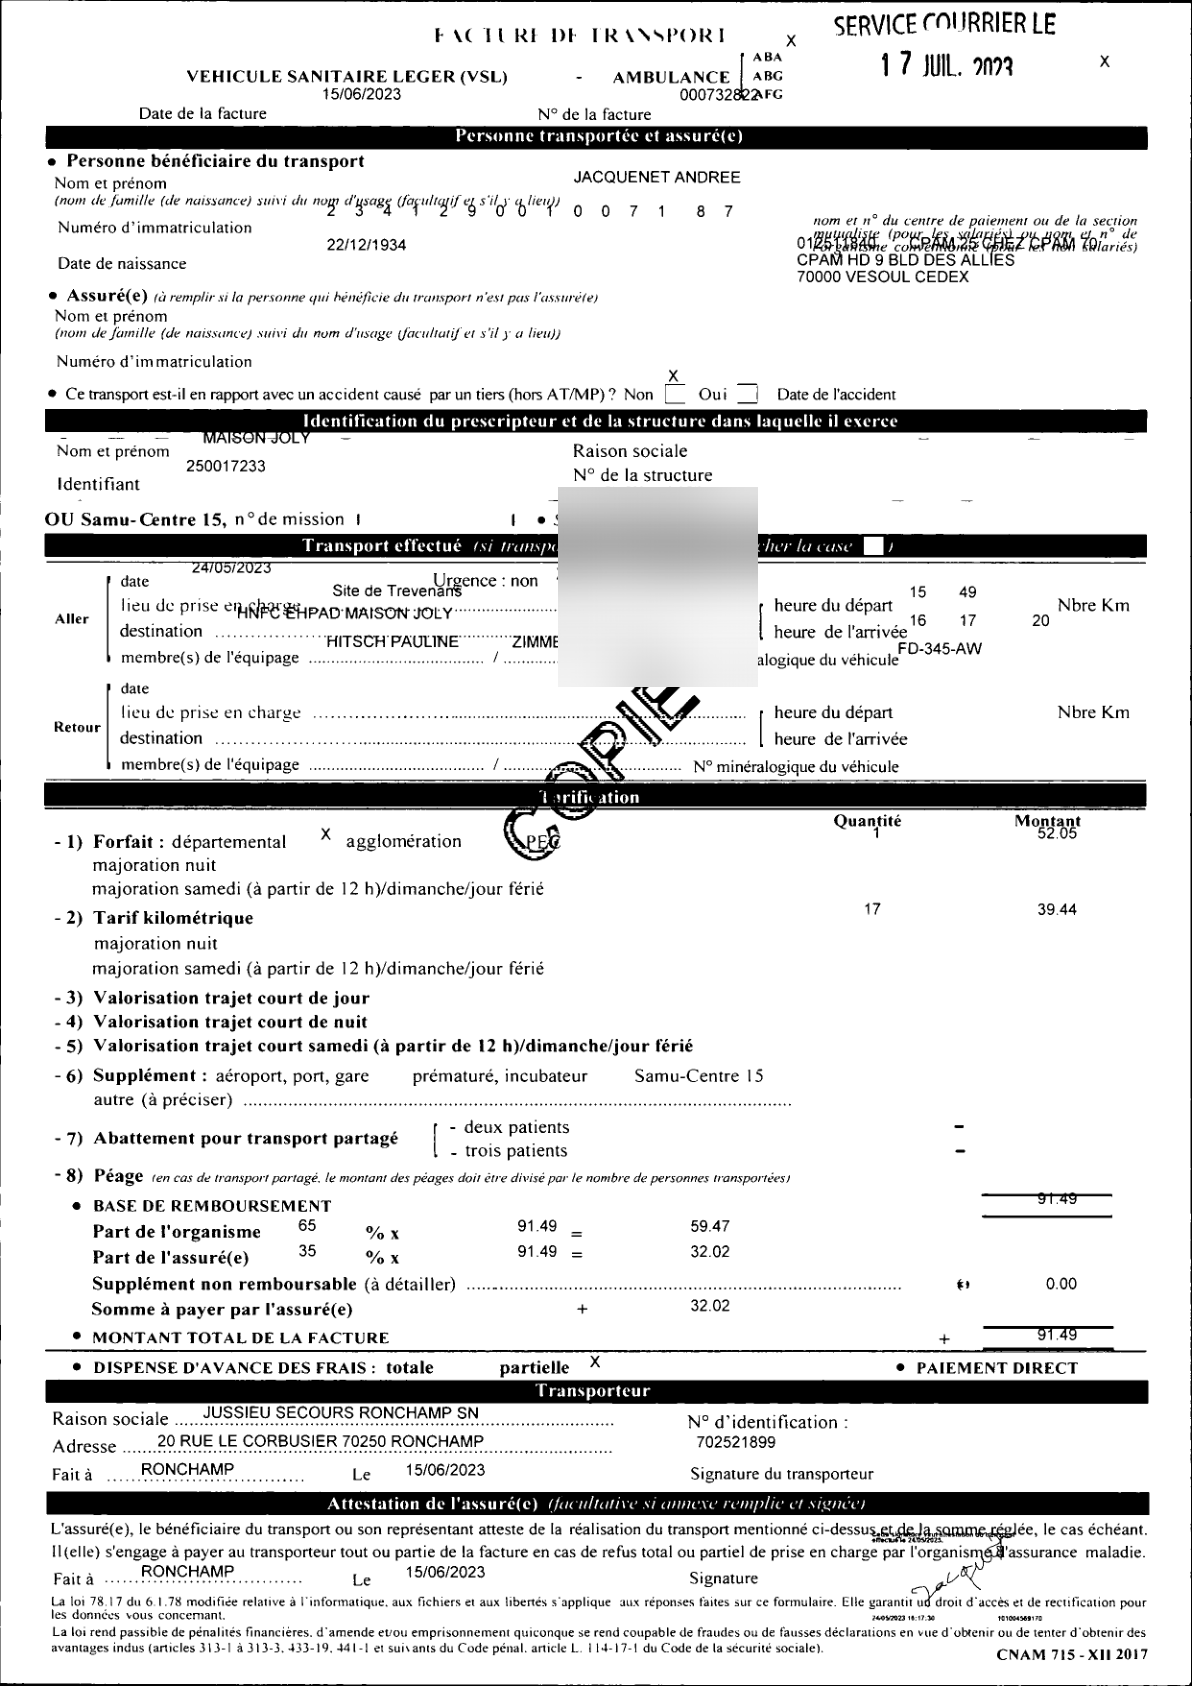 FACTURE DE TRANSPORT
X
SERVICE COURRIER LE
17 JUIL. 2023
X
VEHICULE SANITAIRE LEGER (VSL) - AMBULANCE
ABA
ABG
AFG
15/06/2023
000732822
Date de la facture
N° de la facture
Personne transportée et assuré(e)
• Personne bénéficiaire du transport
Nom et prénom
JACQUENET ANDREE
(nom de famille (de naissance) suivi du nom d'usage (facultatif et s'il y a lieu))
2 3 4 1 2 9 0 0 1 0 0 7 1 8 7
Numéro d'immatriculation
nom et n° du centre de paiement ou de la section
mutualiste (pour les salariés) ou nom et n° de
l'organisme conventionné (pour les non salariés)
012511840 CPAM 25 CHEZ CPAM 70
CPAM HD 9 BLD DES ALLIES
70000 VESOUL CEDEX
22/12/1934
Date de naissance
• Assuré(e) (à remplir si la personne qui bénéficie du transport n'est pas l'assuré(e)
Nom et prénom
(nom de famille (de naissance) suivi du nom d'usage (facultatif et s'il y a lieu))
Numéro d'immatriculation
X
• Ce transport est-il en rapport avec un accident causé par un tiers (hors AT/MP) ? Non Oui Date de l'accident
Identification du prescripteur et de la structure dans laquelle il exerce
MAISON JOLY
Nom et prénom
Raison sociale
250017233
N° de la structure
Identifiant
OU Samu-Centre 15, n° de mission
Transport effectué (si transpo cher la case )
24/05/2023
Aller
date
Urgence : non
Site de Trevenans
lieu de prise en charge
HNFC EHPAD MAISON JOLY
destination
HITSCH PAULINE ZIMME
membre(s) de l'équipage /
15 49
heure du départ
Nbre Km
16 17
20
heure de l'arrivée
FD-345-AW
alogique du véhicule
Retour
date
lieu de prise en charge
heure du départ
Nbre Km
destination
heure de l'arrivée
membre(s) de l'équipage /
N° minéralogique du véhicule
COPIE
Tarification
Quantité Montant
- 1) Forfait : départemental X agglomération PEC 1 52.05
majoration nuit
majoration samedi (à partir de 12 h)/dimanche/jour férié
- 2) Tarif kilométrique 17 39.44
majoration nuit
majoration samedi (à partir de 12 h)/dimanche/jour férié
- 3) Valorisation trajet court de jour
- 4) Valorisation trajet court de nuit
- 5) Valorisation trajet court samedi (à partir de 12 h)/dimanche/jour férié
- 6) Supplément : aéroport, port, gare prématuré, incubateur Samu-Centre 15
autre (à préciser)
- 7) Abattement pour transport partagé
- deux patients -
- trois patients -
- 8) Péage (en cas de transport partagé, le montant des péages doit être divisé par le nombre de personnes transportées)
• BASE DE REMBOURSEMENT 91.49
Part de l'organisme 65 % x 91.49 = 59.47
Part de l'assuré(e) 35 % x 91.49 = 32.02
Supplément non remboursable (à détailler) 0.00
Somme à payer par l'assuré(e) + 32.02
• MONTANT TOTAL DE LA FACTURE + 91.49
• DISPENSE D'AVANCE DES FRAIS : totale partielle X • PAIEMENT DIRECT
Transporteur
Raison sociale JUSSIEU SECOURS RONCHAMP SN
N° d'identification :
Adresse 20 RUE LE CORBUSIER 70250 RONCHAMP
702521899
Fait à RONCHAMP Le 15/06/2023
Signature du transporteur
Attestation de l'assuré(e) (facultative si annexe remplie et signée)
L'assuré(e), le bénéficiaire du transport ou son représentant atteste de la réalisation du transport mentionné ci-dessus et de la somme réglée, le cas échéant.
Il(elle) s'engage à payer au transporteur tout ou partie de la facture en cas de refus total ou partiel de prise en charge par l'organisme d'assurance maladie.
Fait à RONCHAMP Le 15/06/2023
Signature
La loi 78.17 du 6.1.78 modifiée relative à l'informatique, aux fichiers et aux libertés s'applique aux réponses faites sur ce formulaire. Elle garantit un droit d'accès et de rectification pour
les données vous concernant.
24/05/2023 16:17:30 101004569170
La loi rend passible de pénalités financières, d'amende et/ou emprisonnement quiconque se rend coupable de fraudes ou de fausses déclarations en vue d'obtenir ou de tenter d'obtenir des
avantages indus (articles 313-1 à 313-3, 433-19, 441-1 et suivants du Code pénal, article L. 114-17-1 du Code de la sécurité sociale).
CNAM 715 - XII 2017